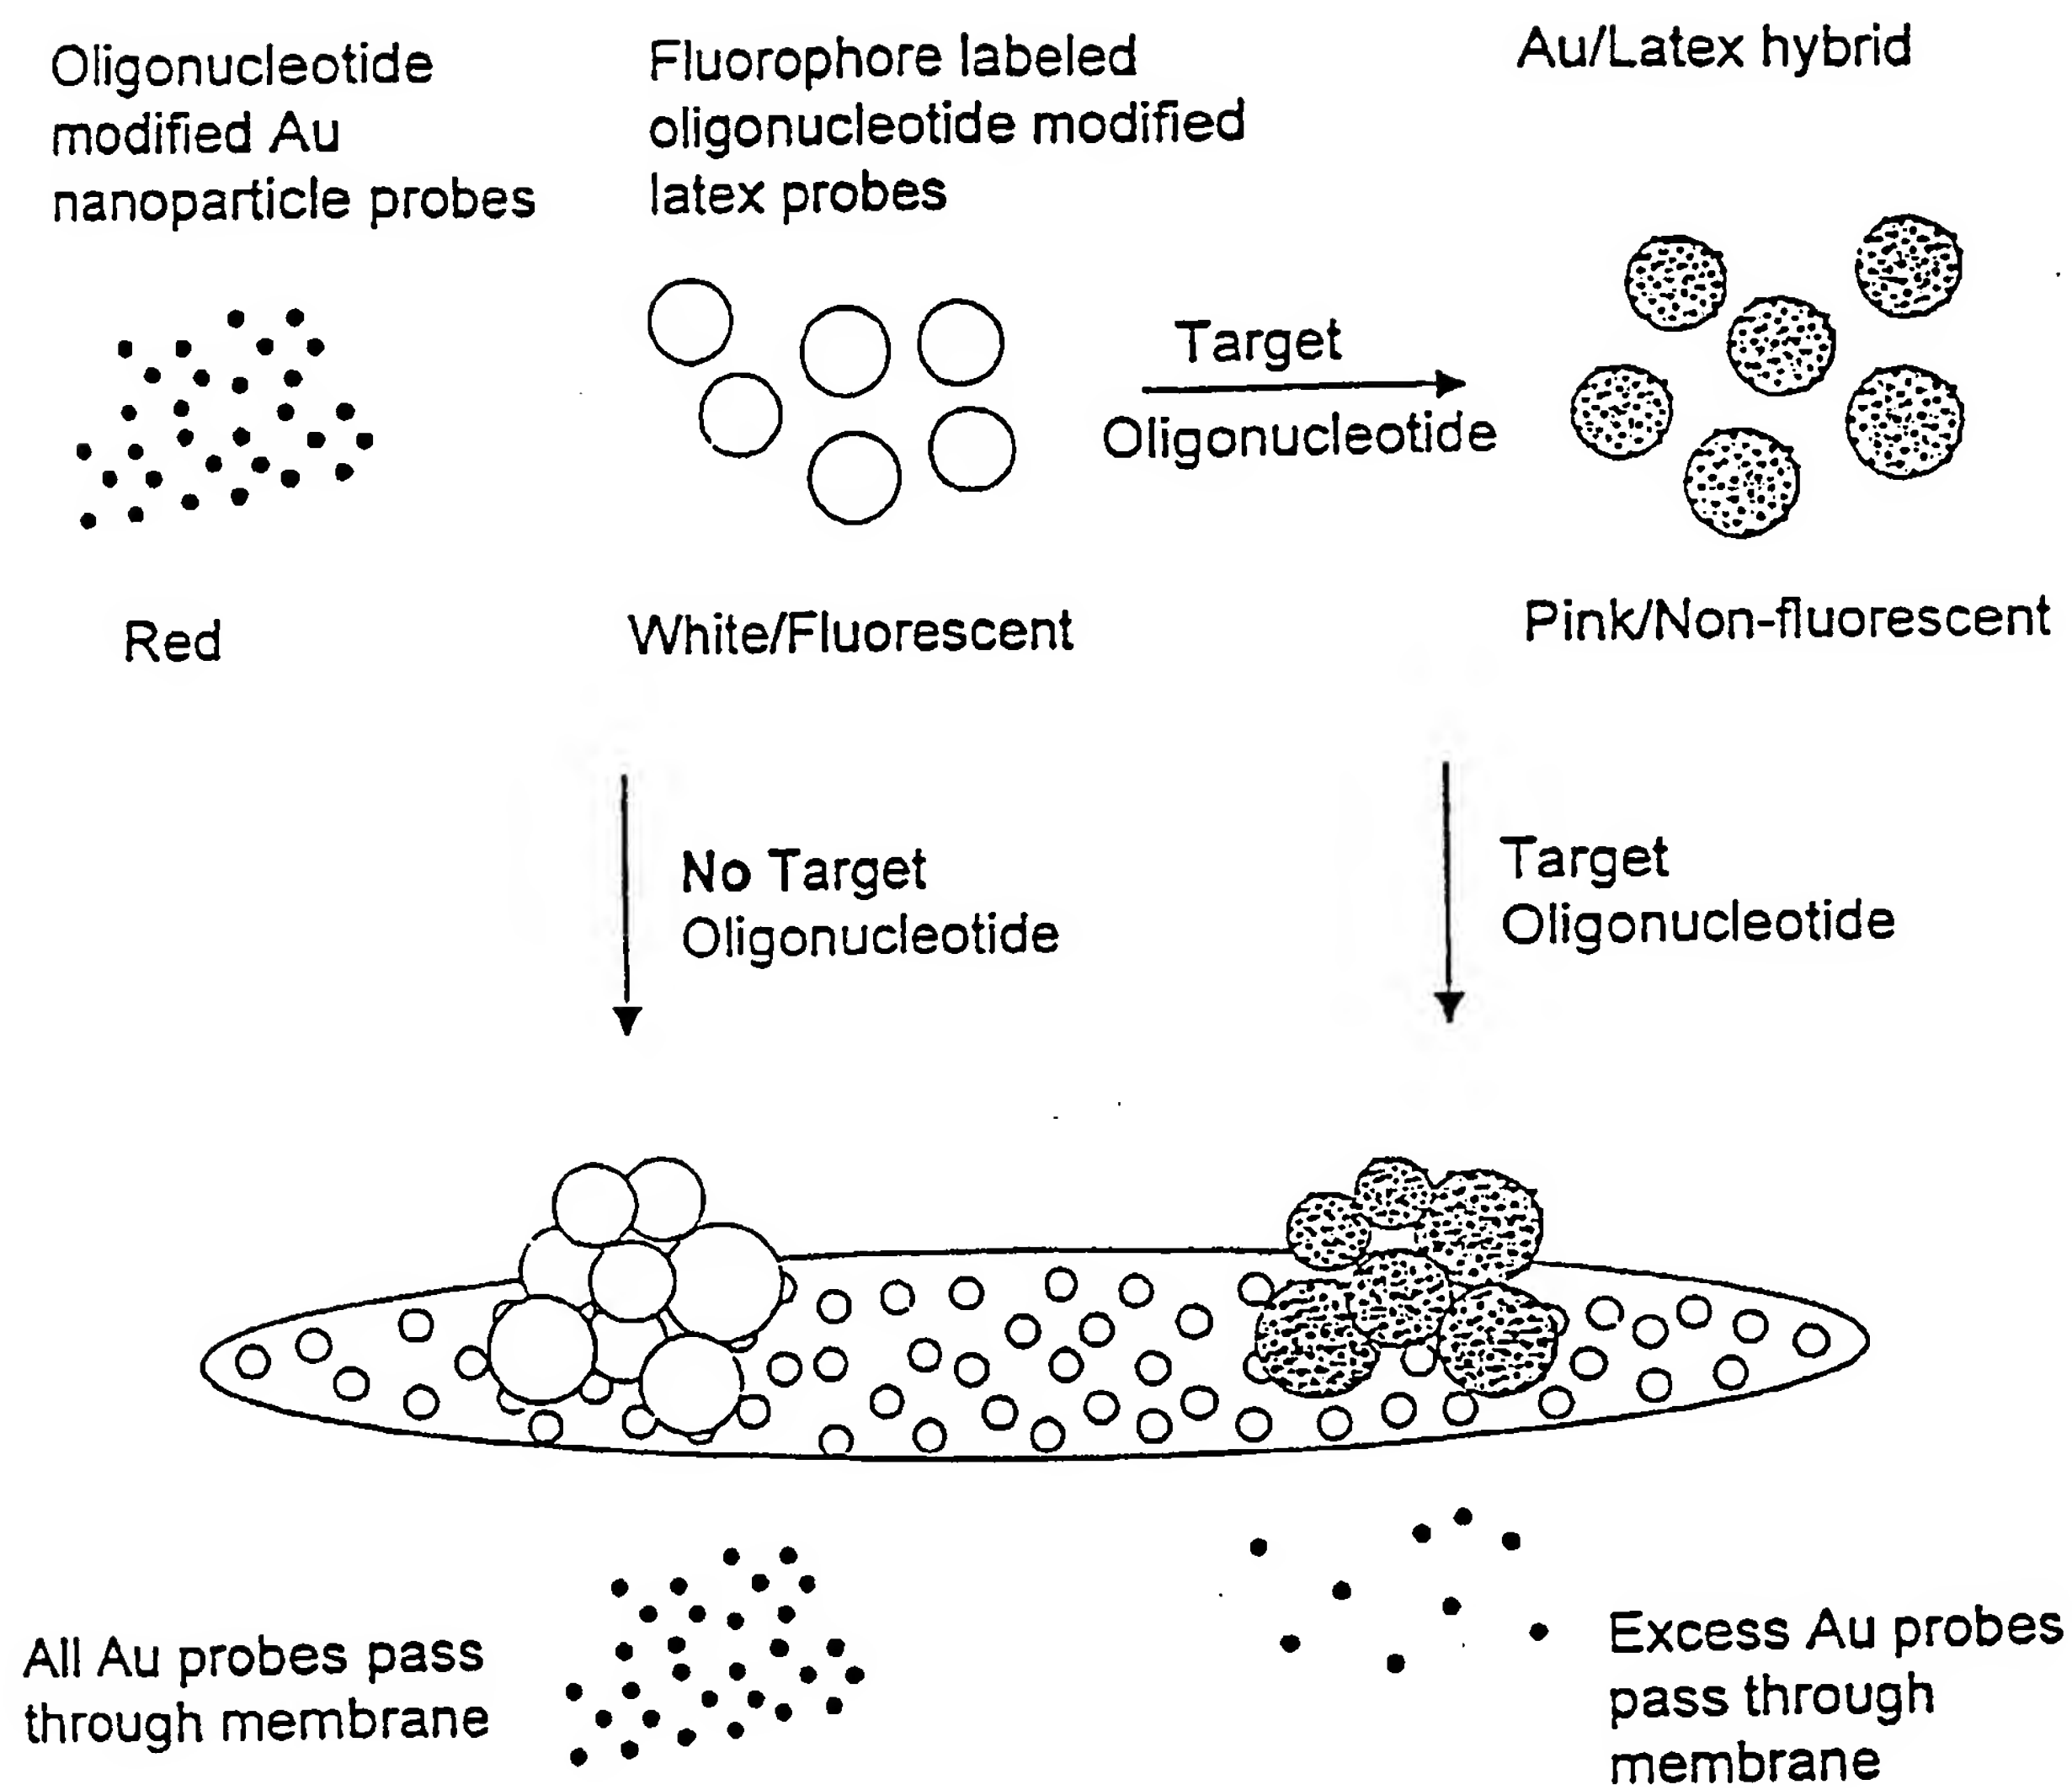 Oligonucleotide
modified Au
nanoparticle probes
Fluorophore labeled
oligonucleotide modified
latex probes
Au/Latex hybrid
Target
Oligonucleotide
Red
White/Fluorescent
Pink/Non-fluorescent
No Target
Oligonucleotide
Target
Oligonucleotide
All Au probes pass
through membrane
Excess Au probes
pass through
membrane